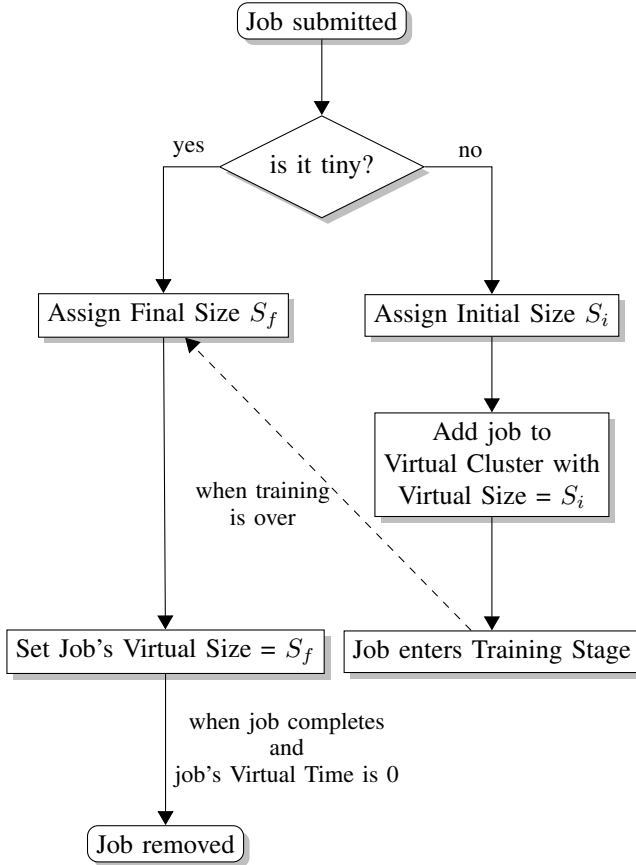 Job submitted
is it tiny?
yes
no
Assign Final Size S_f
Assign Initial Size S_i
Add job to
Virtual Cluster with
Virtual Size = S_i
when training
is over
Set Job's Virtual Size = S_f
Job enters Training Stage
when job completes
and
job's Virtual Time is 0
Job removed